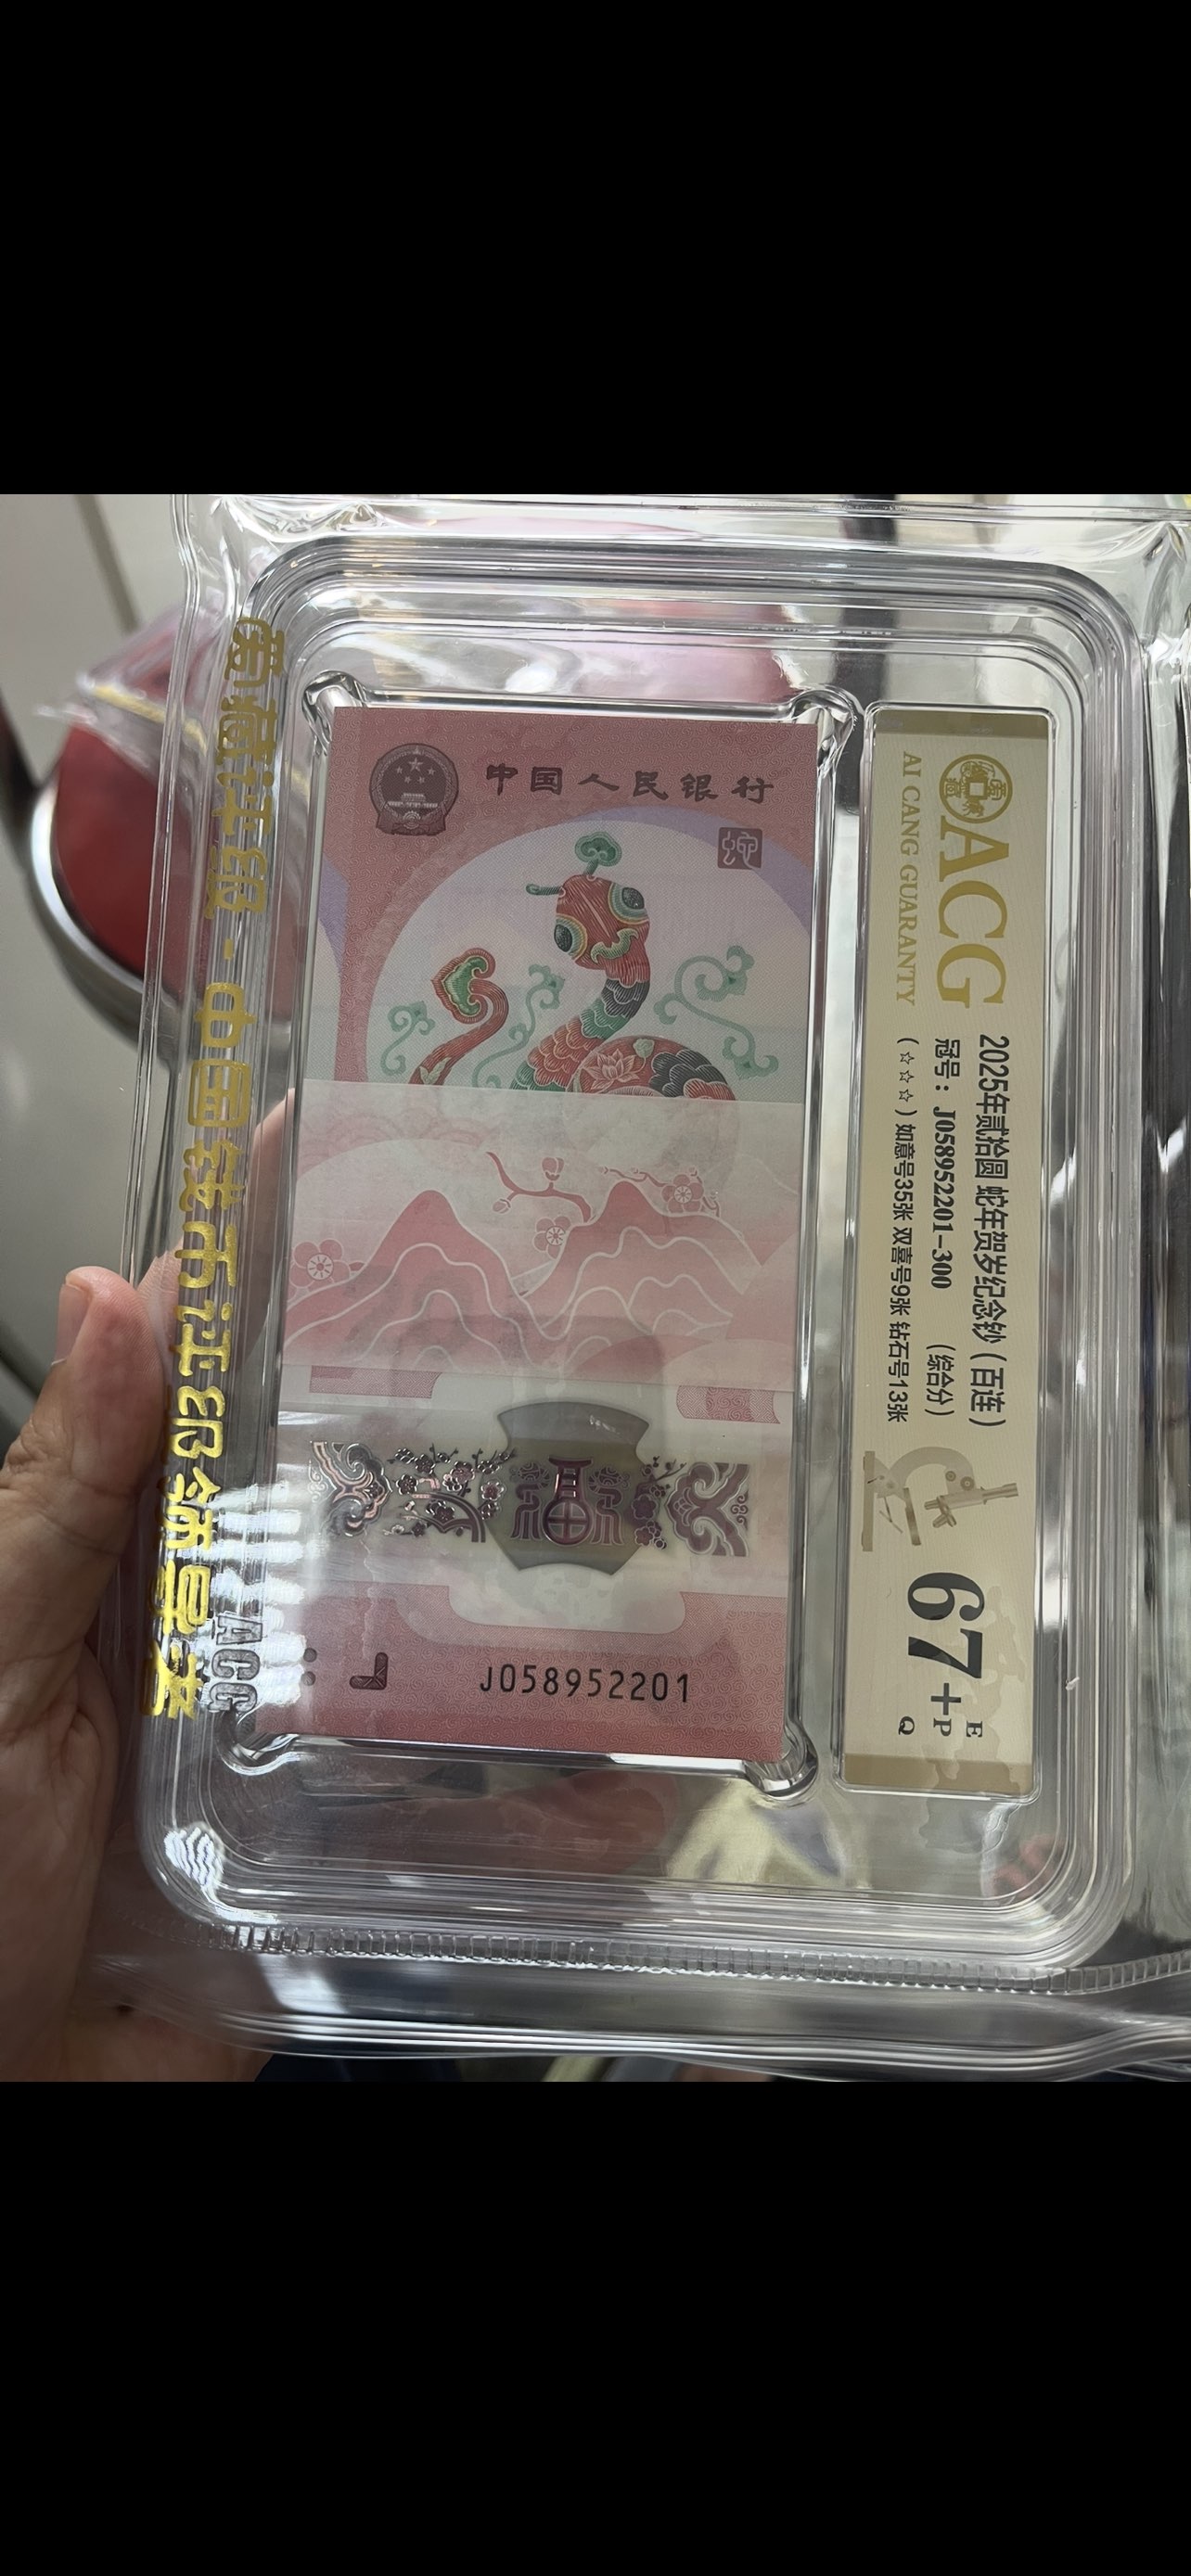 爱藏评级 - 中国钱币评级领导者
ACG
中国人民银行
蛇
J058952201
ACG
AI CANG GUARANTY
2025年贰拾圆 蛇年贺岁纪念钞 (百连)
冠号: J058952201-300 (综合分)
(☆☆☆) 如意号35张 双喜号9张 钻石号13张
67+
E
P
Q